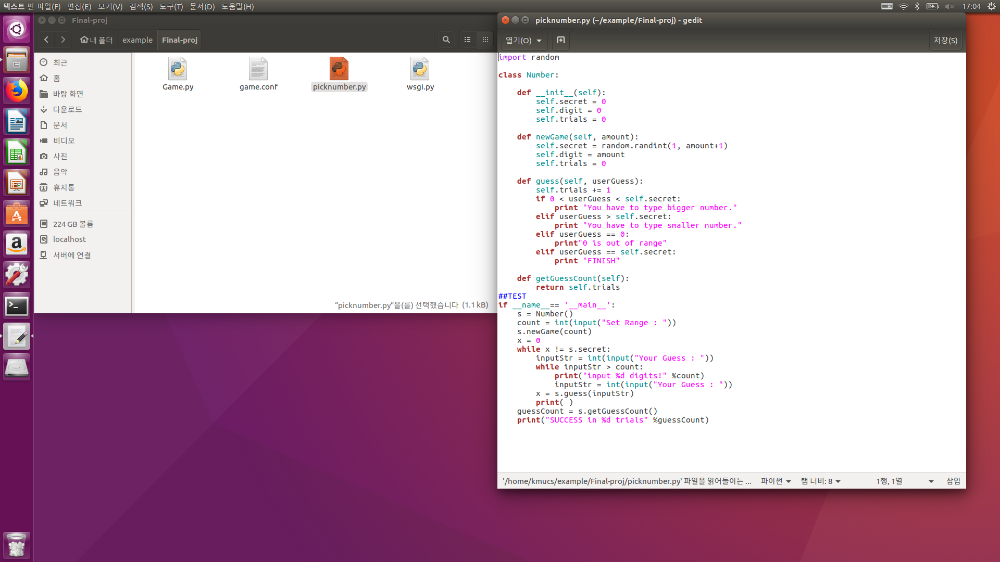 텍스트 편 파일(F) 편집(E) 보기(V) 검색(S) 도구(T) 문서(D) 도움말(H)
17:04
Final-proj
내 폴더
example
Final-proj
최근
홈
바탕 화면
다운로드
문서
비디오
사진
음악
휴지통
네트워크
224 GB 볼륨
localhost
서버에 연결
Game.py
game.conf
picknumber.py
wsgi.py
“picknumber.py”을(를) 선택했습니다 (1.1 kB)
picknumber.py (~/example/Final-proj) - gedit
열기(O)
저장(S)
import random
class Number:
    def __init__(self):
        self.secret = 0
        self.digit = 0
        self.trials = 0
    def newGame(self, amount):
        self.secret = random.randint(1, amount+1)
        self.digit = amount
        self.trials = 0
    def guess(self, userGuess):
        self.trials += 1
        if 0 < userGuess < self.secret:
            print "You have to type bigger number."
        elif userGuess > self.secret:
            print "You have to type smaller number."
        elif userGuess == 0:
            print"0 is out of range"
        elif userGuess == self.secret:
            print "FINISH"
    def getGuessCount(self):
        return self.trials
##TEST
if __name__== '__main__':
    s = Number()
    count = int(input("Set Range : "))
    s.newGame(count)
    x = 0
    while x != s.secret:
        inputStr = int(input("Your Guess : "))
        while inputStr > count:
            print("input %d digits!" %count)
            inputStr = int(input("Your Guess : "))
        x = s.guess(inputStr)
        print( )
    guessCount = s.getGuessCount()
    print("SUCCESS in %d trials" %guessCount)
'/home/kmucs/example/Final-proj/picknumber.py' 파일을 읽어들이는 ...
파이썬
탭 너비: 8
1행, 1열
삽입